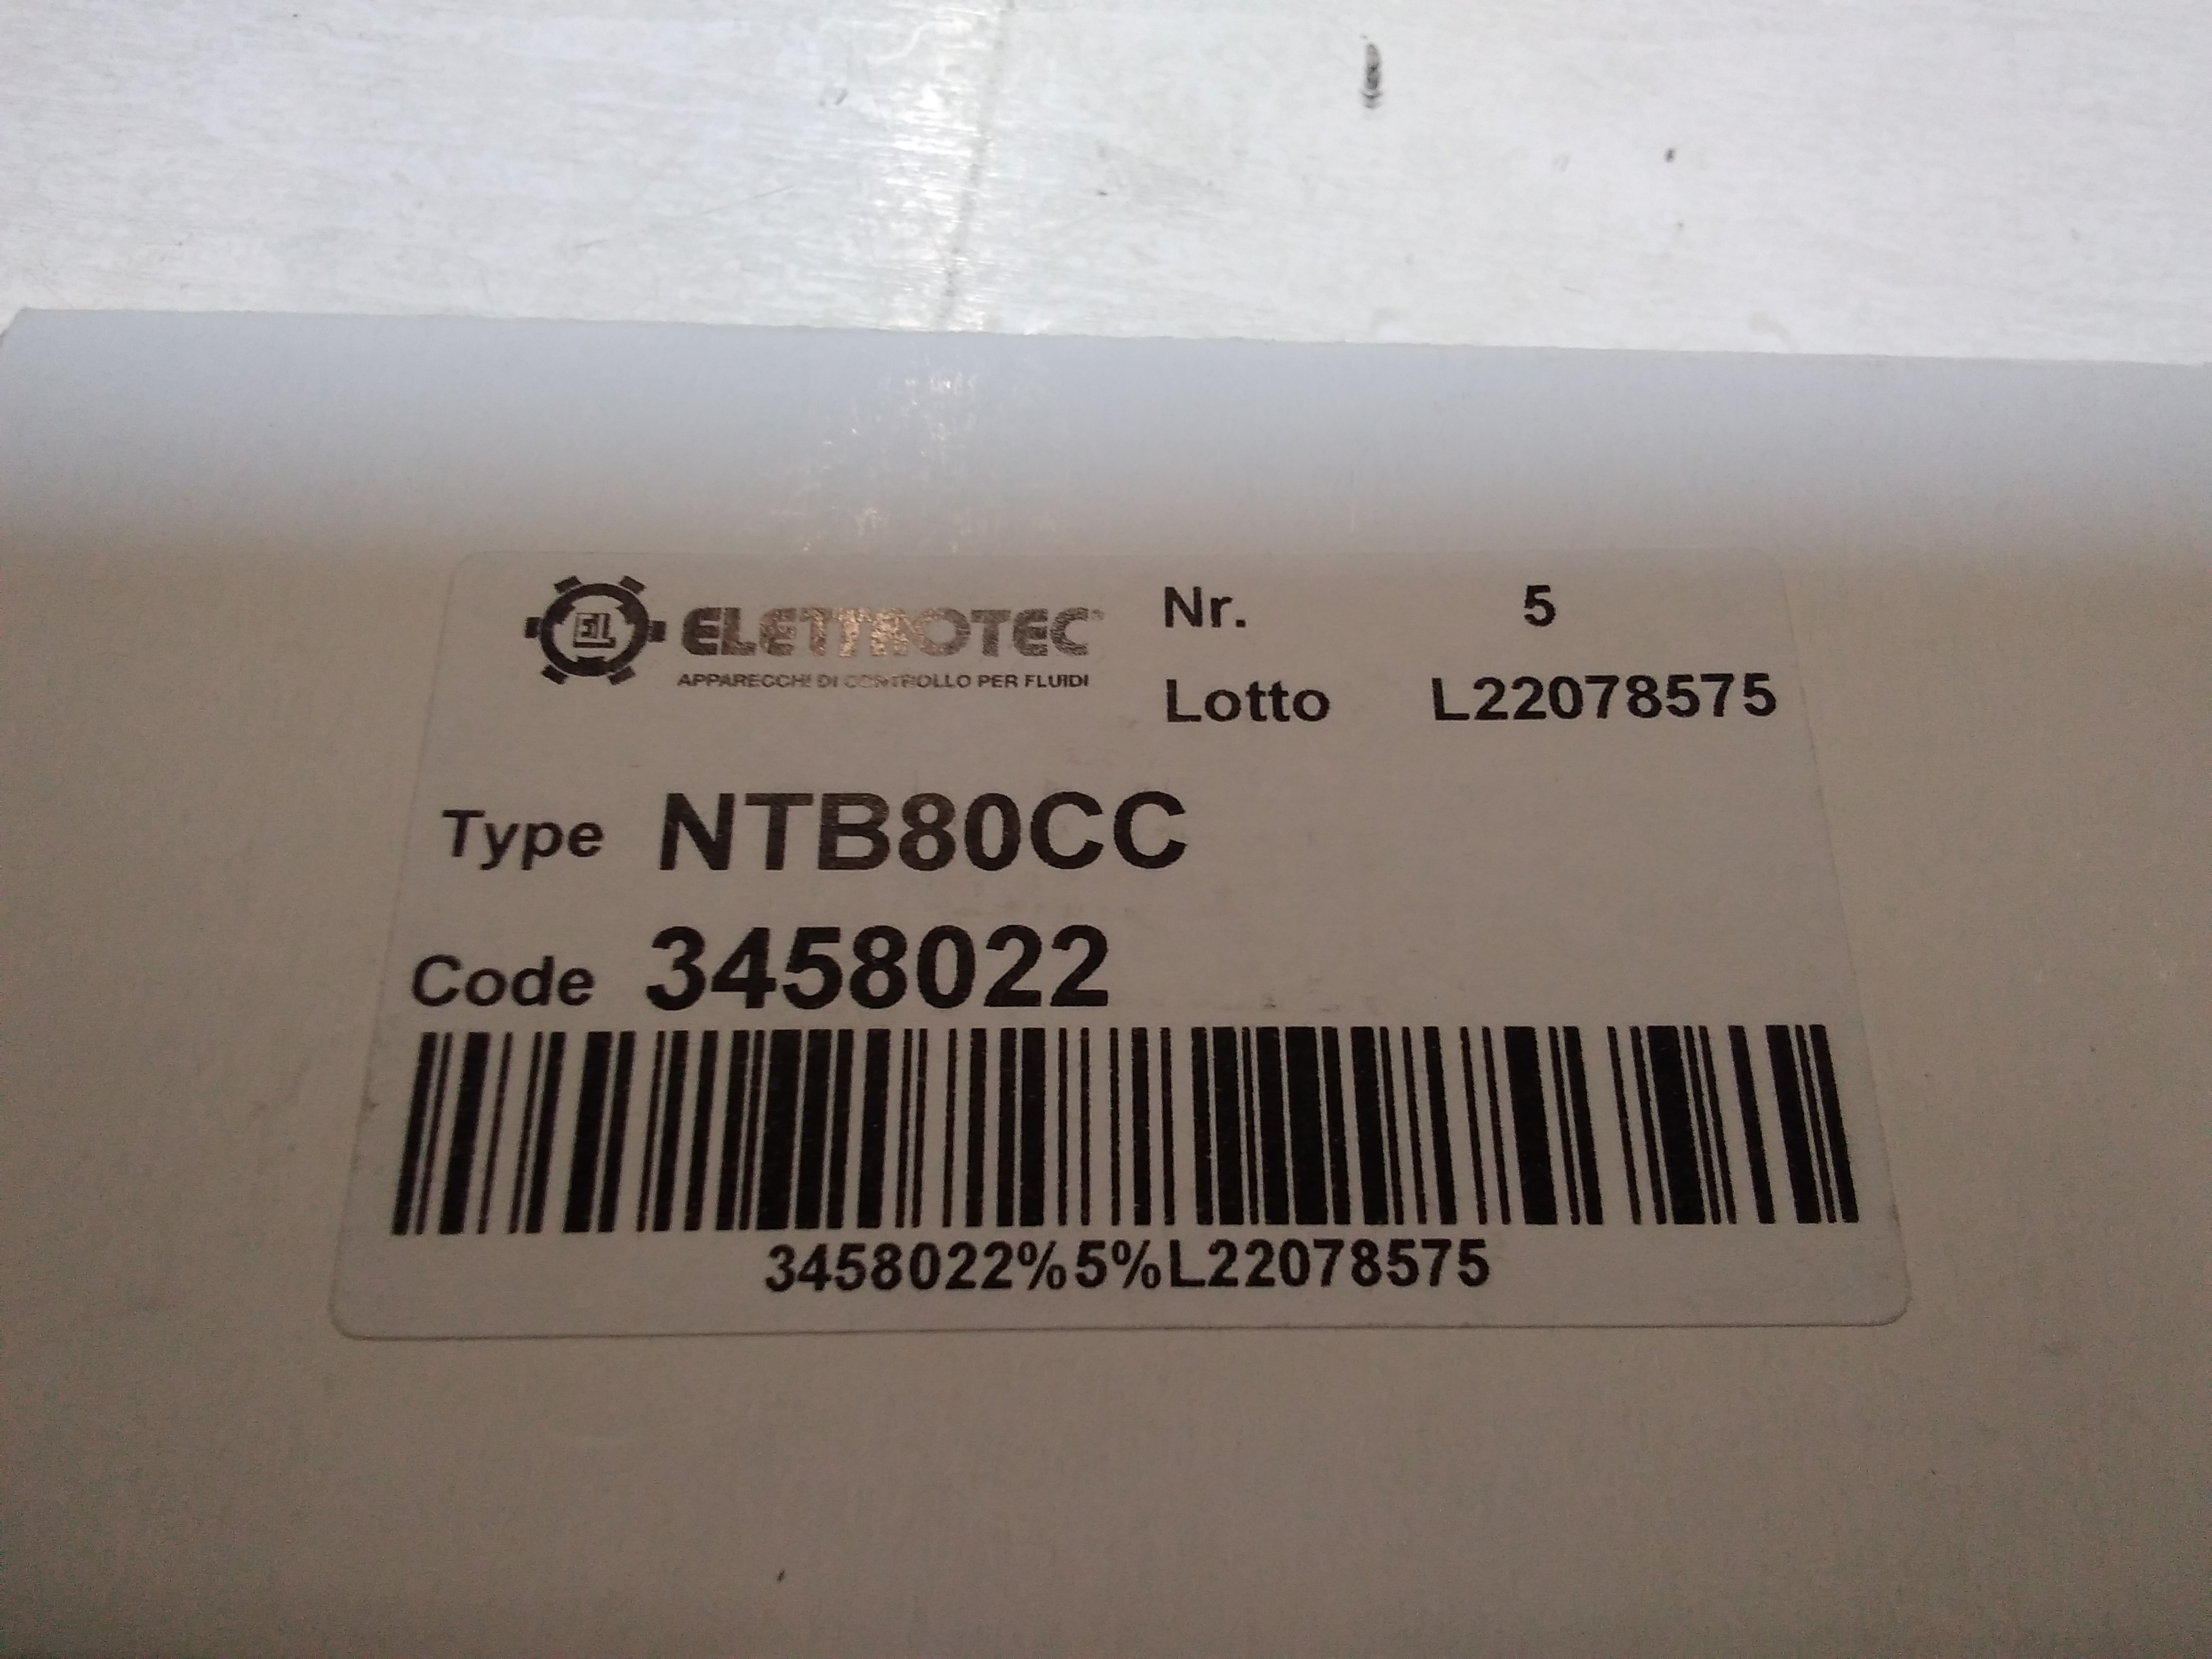 EL ELETTROTEC
APPARECCHI DI CONTROLLO PER FLUIDI
Nr. 5
Lotto L22078575
Type NTB80CC
Code 3458022
3458022%5%L22078575